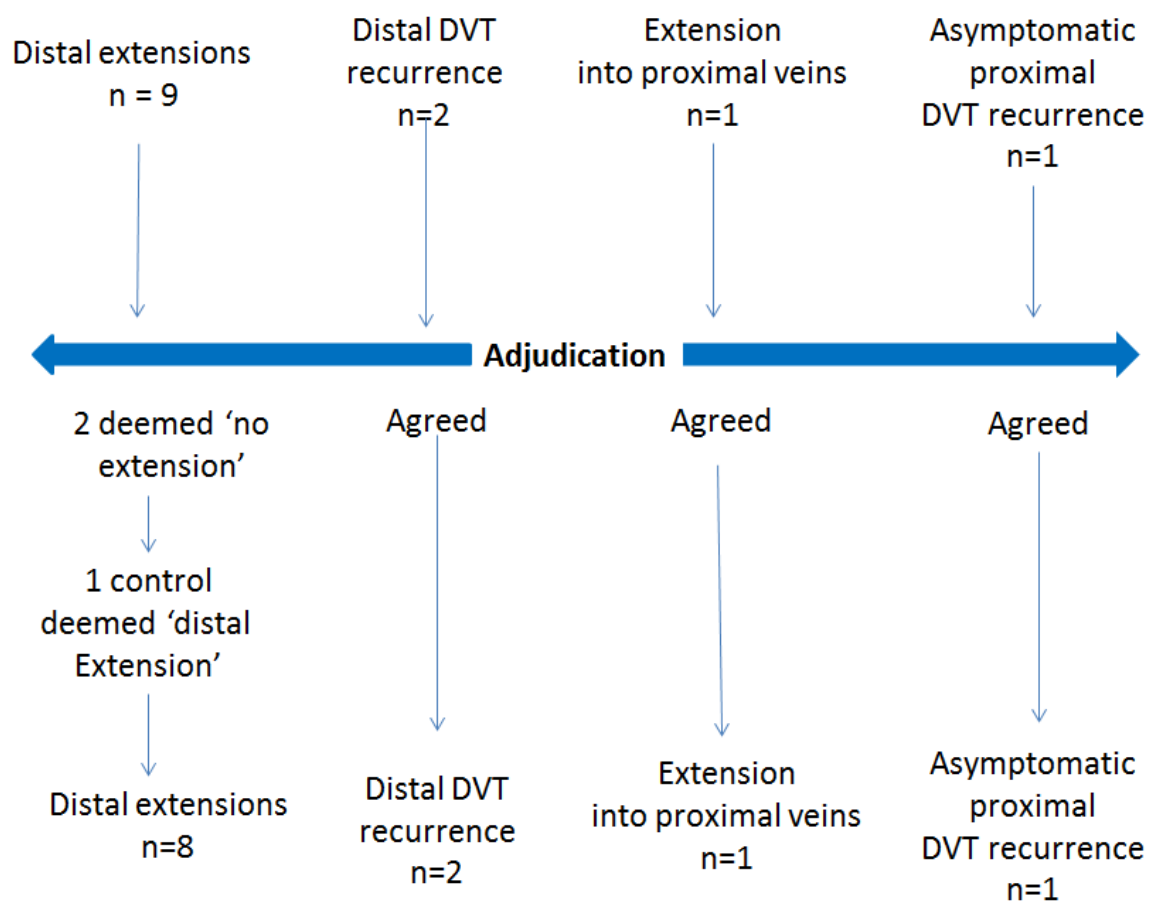 Distal extensions
n = 9
Distal DVT
recurrence
n=2
Extension
into proximal veins
n=1
Asymptomatic
proximal
DVT recurrence
n=1
Adjudication
2 deemed ‘no
extension’
1 control
deemed ‘distal
Extension’
Distal extensions
n=8
Agreed
Distal DVT
recurrence
n=2
Agreed
Extension
into proximal veins
n=1
Agreed
Asymptomatic
proximal
DVT recurrence
n=1